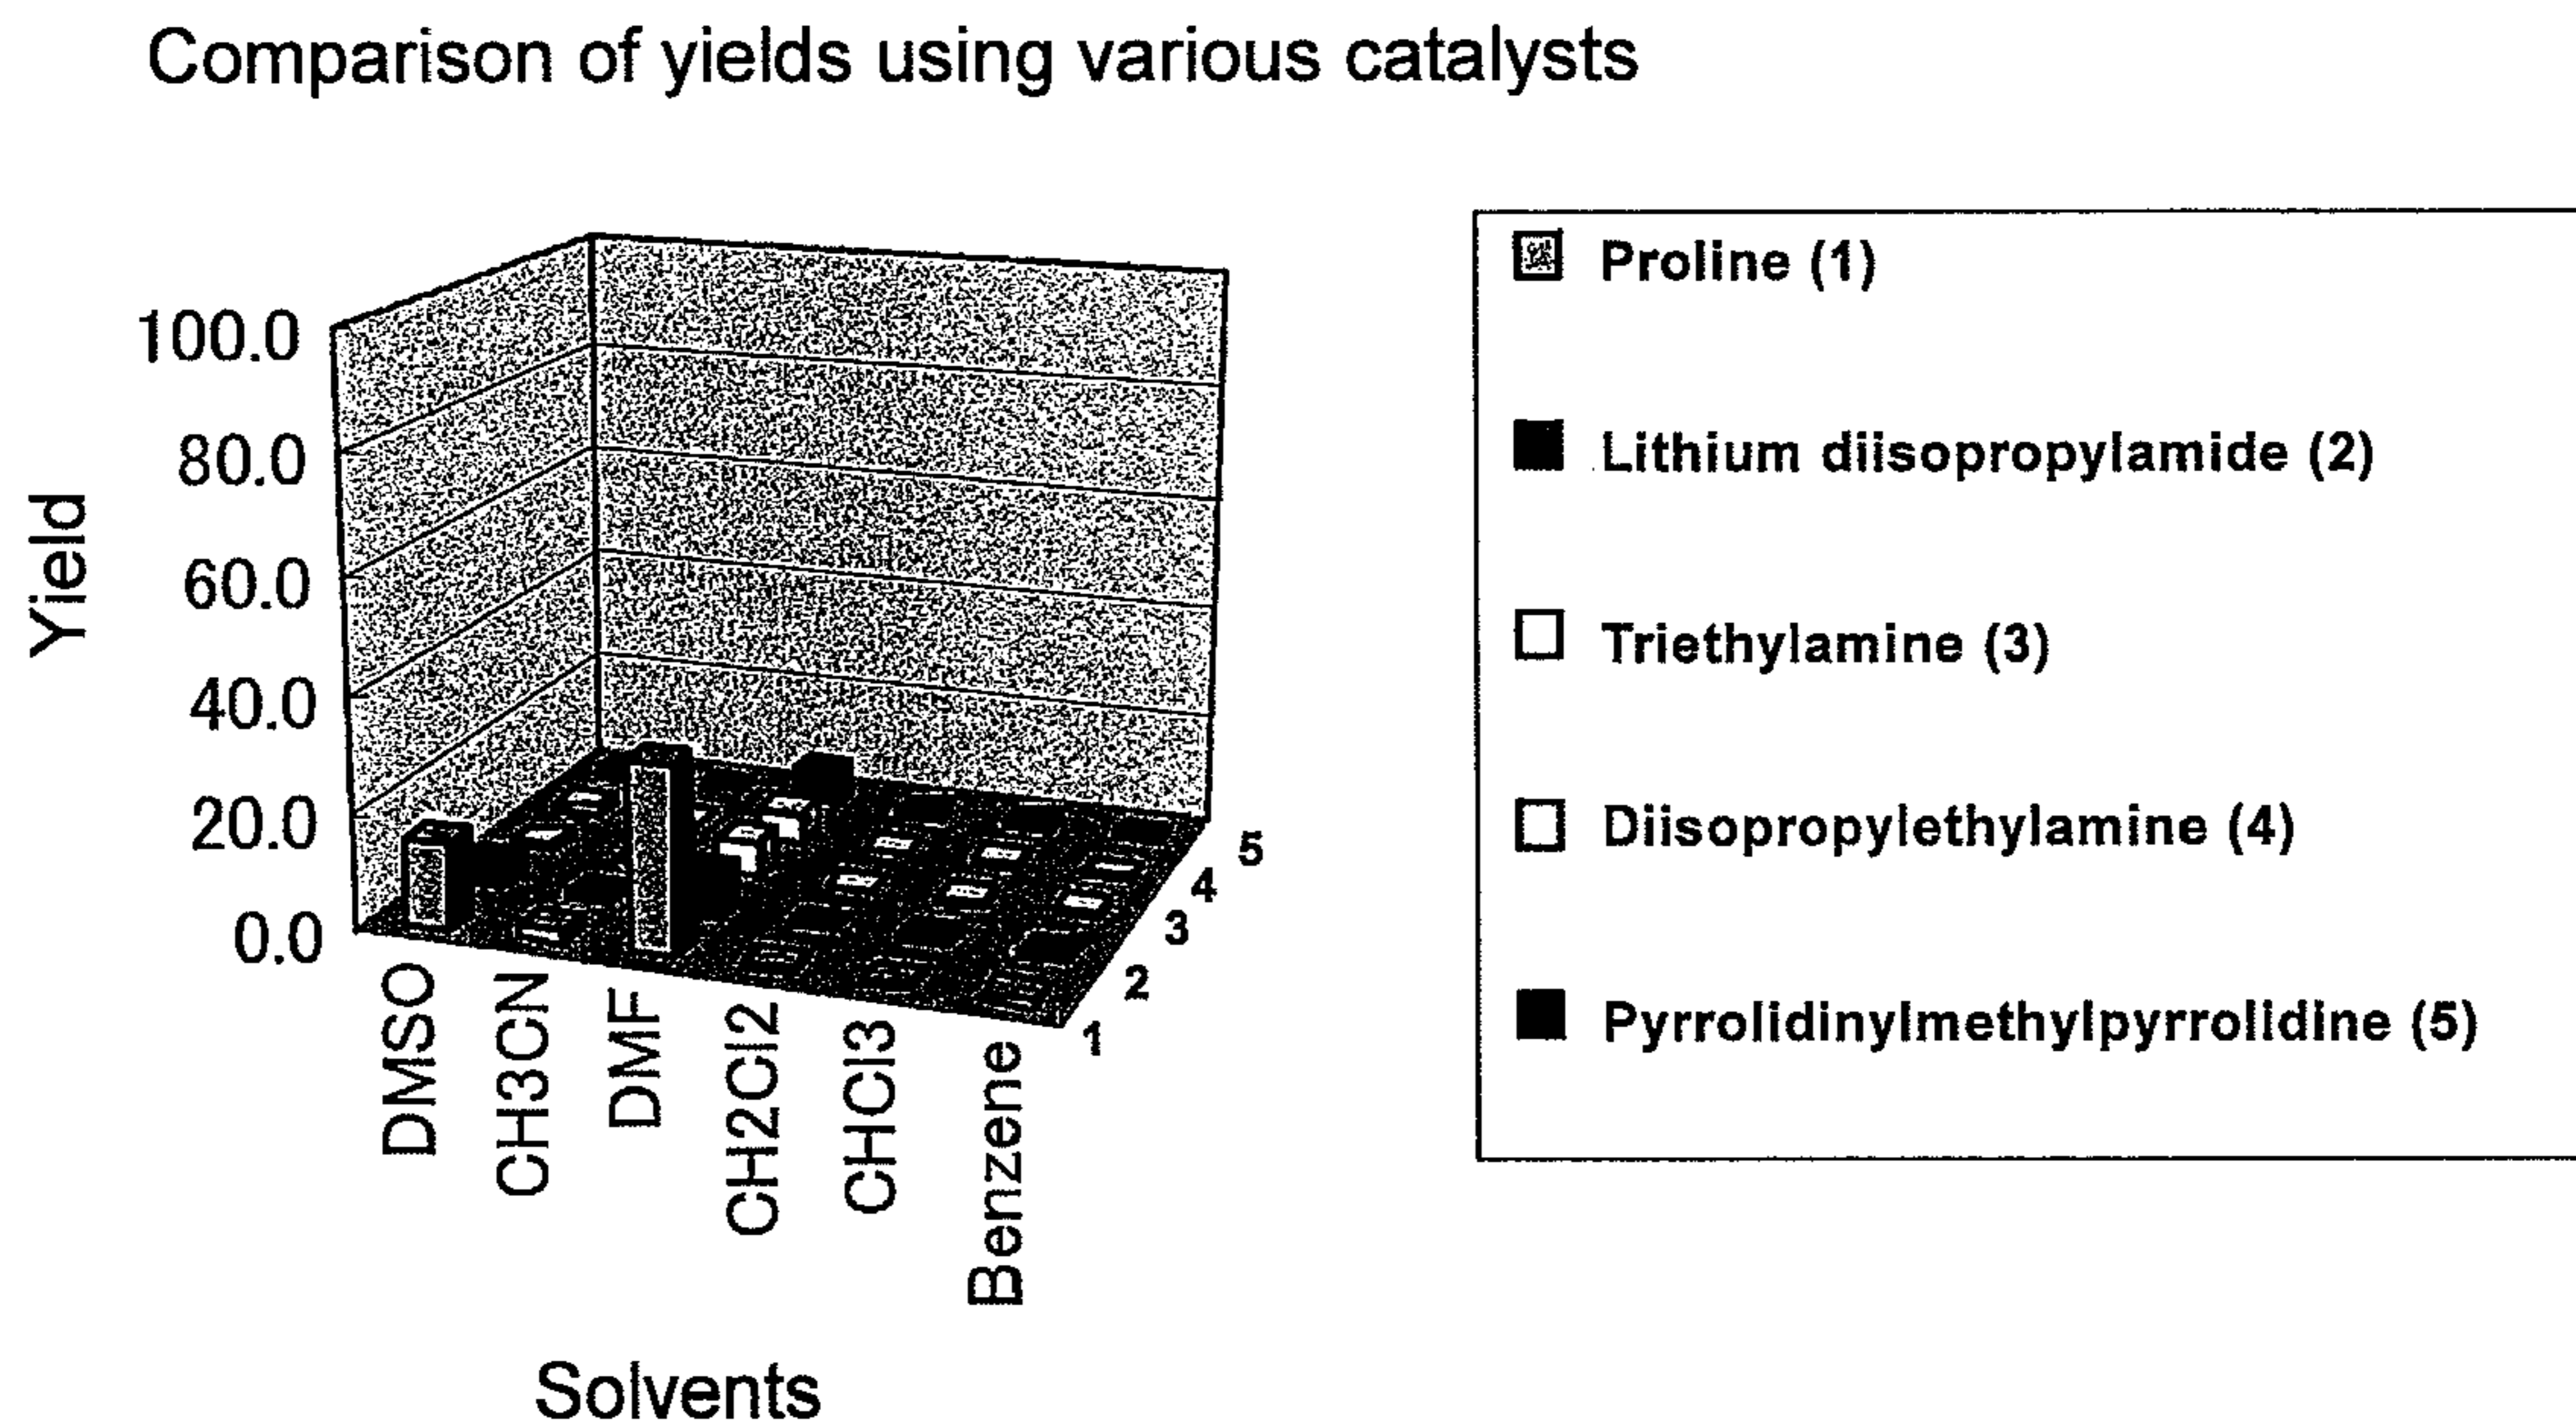 Comparison of yields using various catalysts
100.0
80.0
60.0
40.0
20.0
0.0
Yield
DMSO
CH3CN
DMF
CH2Cl2
CHCl3
Benzene
1
2
3
4
5
Solvents
Proline (1)
Lithium diisopropylamide (2)
Triethylamine (3)
Diisopropylethylamine (4)
Pyrrolidinylmethylpyrrolidine (5)